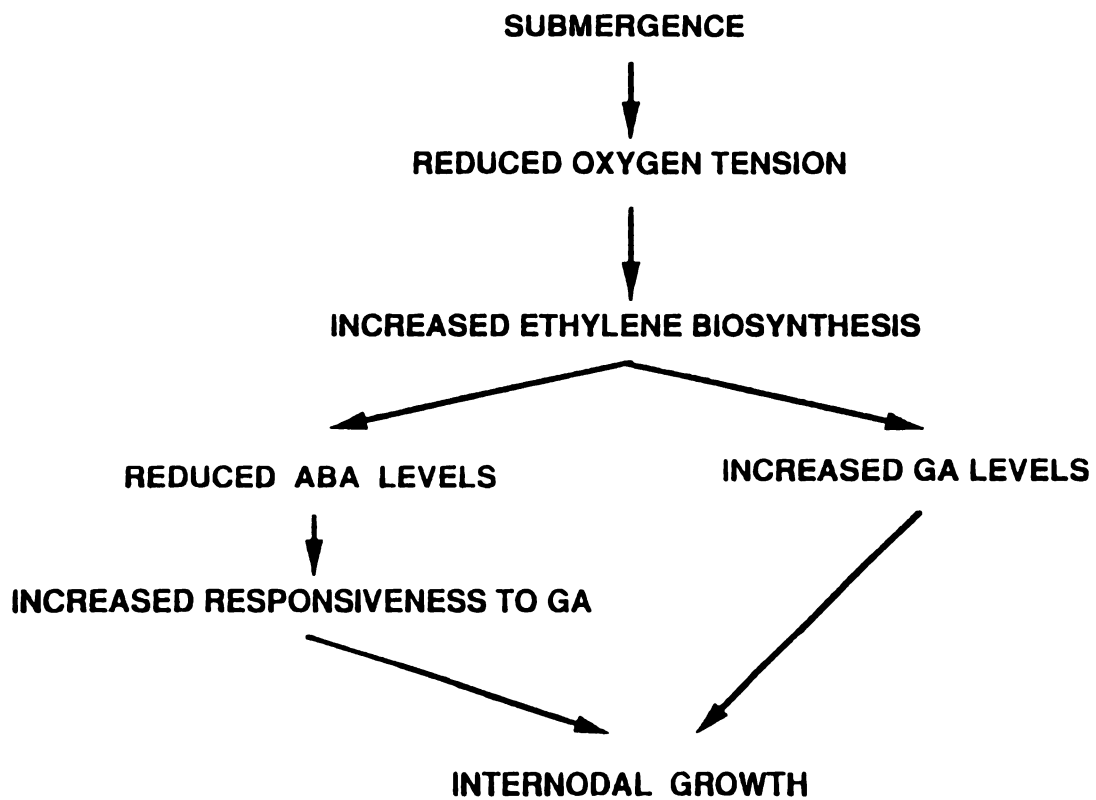 SUBMERGENCE
REDUCED OXYGEN TENSION
INCREASED ETHYLENE BIOSYNTHESIS
REDUCED ABA LEVELS
INCREASED GA LEVELS
INCREASED RESPONSIVENESS TO GA
INTERNODAL GROWTH